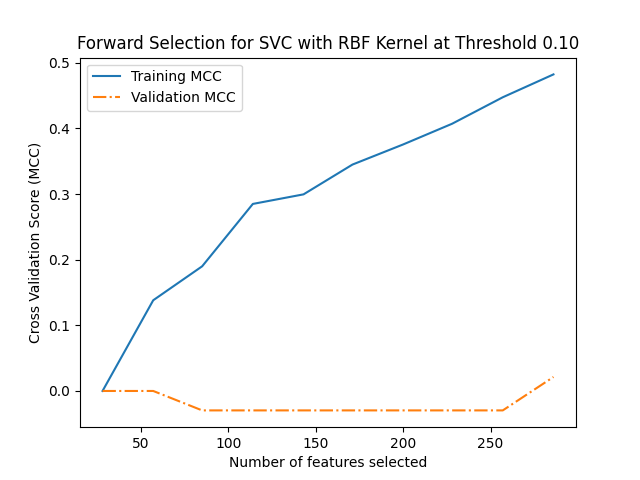 Forward Selection for SVC with RBF Kernel at Threshold 0.10
Training MCC
Validation MCC
Cross Validation Score (MCC)
0.5
0.4
0.3
0.2
0.1
0.0
50 100 150 200 250
Number of features selected